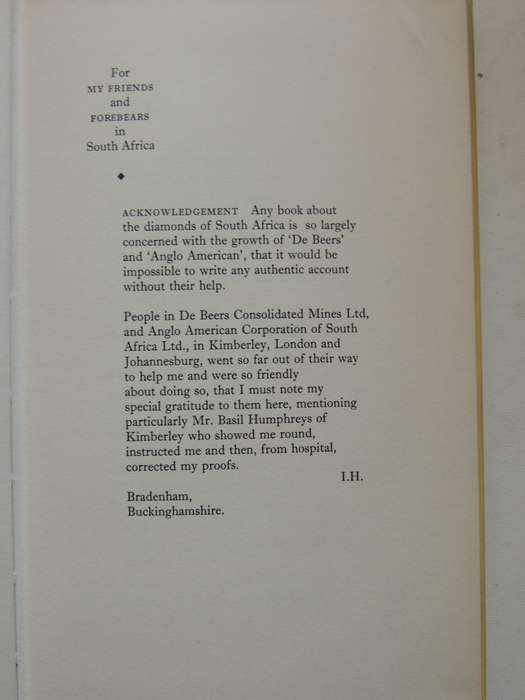 For
MY FRIENDS
and
FOREBEARS
in
South Africa
ACKNOWLEDGEMENT Any book about
the diamonds of South Africa is so largely
concerned with the growth of ‘De Beers’
and ‘Anglo American’, that it would be
impossible to write any authentic account
without their help.
People in De Beers Consolidated Mines Ltd,
and Anglo American Corporation of South
Africa Ltd., in Kimberley, London and
Johannesburg, went so far out of their way
to help me and were so friendly
about doing so, that I must note my
special gratitude to them here, mentioning
particularly Mr. Basil Humphreys of
Kimberley who showed me round,
instructed me and then, from hospital,
corrected my proofs.
I.H.
Bradenham,
Buckinghamshire.